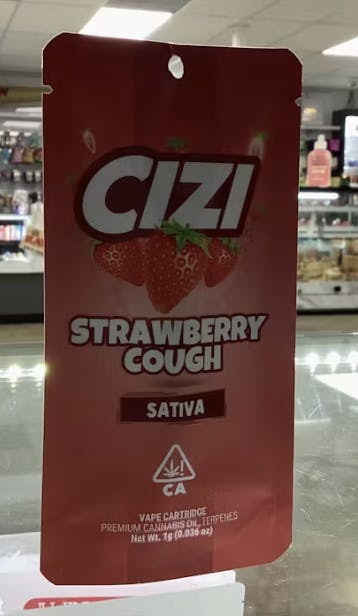 CIZI
STRAWBERRY
COUGH
SATIVA
CA
VAPE CARTRIDGE
PREMIUM CANNABIS OIL, TERPENES
Net Wt. 1g (0.036 oz)